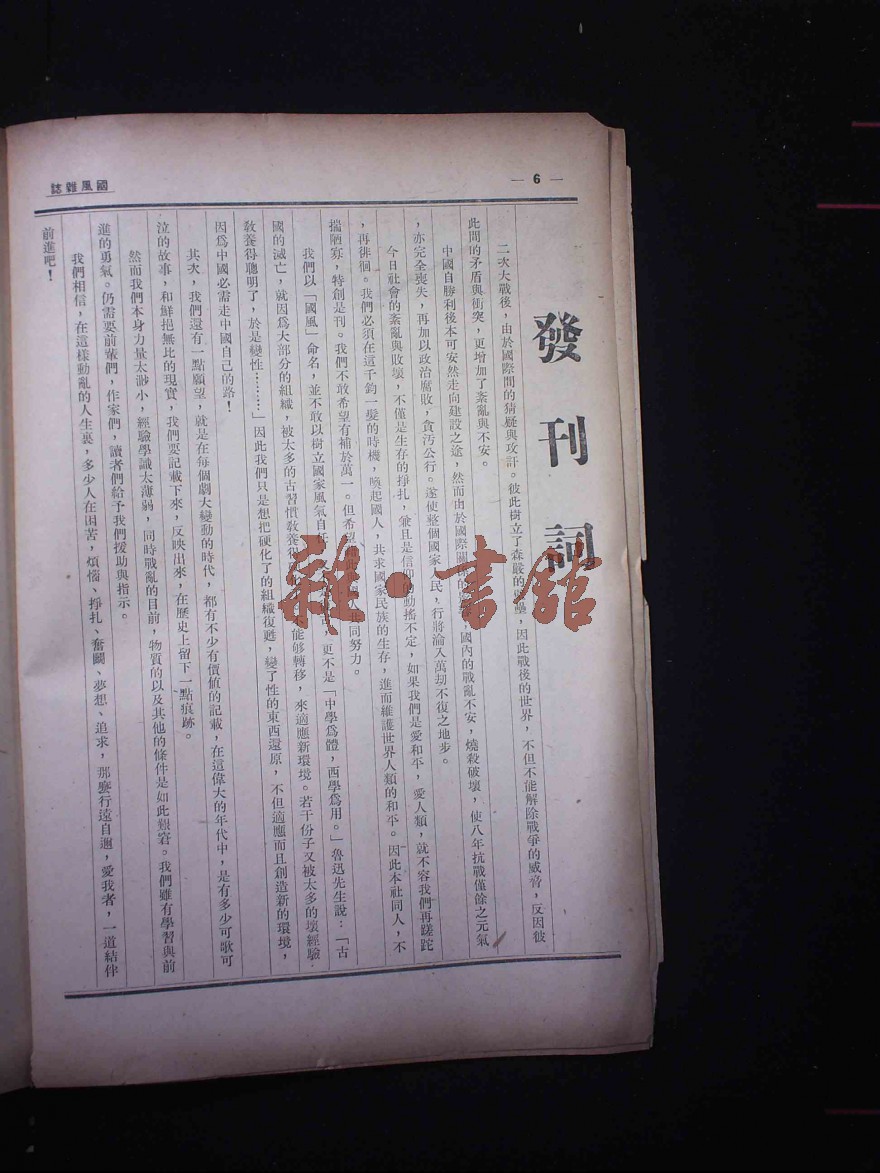 國風雜誌
— 6 —
發刊詞
二次大戰後，由於國際間的猜疑與攻訐。彼此樹立了森嚴的壁壘，因此戰後的世界，不但不能解除戰爭的威脅，反因彼
此間的矛盾與衝突，更增加了紊亂與不安。
中國自勝利後本可安然走向建設之途，然而由於國際關係的 國內的戰亂不安，燒殺破壞，使八年抗戰僅餘之元氣
，亦完全喪失，再加以政治腐敗，貪汚公行。遂使整個國家人民，行將淪入萬劫不復之地步。
今日社會的紊亂與敗壞，不僅是生存的掙扎，兼且是信仰的動搖不定，如果我們是愛和平，愛人類，就不容我們再蹉跎
，再徘徊。我們必須在這千鈞一髮的時機，喚起國人，共求國家民族的生存，進而維護世界人類的和平。因此本社同人，不
揣陋寡，特創是刊。我們不敢希望有補於萬一。但希望 共同努力。
我們以「國風」命名，並不敢以樹立國家風氣自 ，更不是「中學爲體，西學爲用。」魯迅先生說：「古
國的滅亡，就因爲大部分的組織，被太多的古習慣敎養得 不能够轉移，來適應新環境。若干份子又被太多的壞經驗
敎養得聰明了，於是變性………」因此我們只是想把硬化了的組織復甦，變了性的東西還原，不但適應而且創造新的環境，
因爲中國必需走中國自己的路！
其次，我們還有一點願望，就是在每個劇大變動的時代，都有不少有價値的記載，在這偉大的年代中，是有多少可歌可
泣的故事，和鮮 無比的現實，我們要記載下來，反映出來，在歷史上留下一點痕跡。
然而我們本身力量太渺小，經驗學識太薄弱，同時戰亂的目前，物質的以及其他的條件是如此艱窘。我們雖有學習與前
進的勇氣。仍需要前輩們，作家們，讀者們給予我們援助與指示。
我們相信，在這樣動亂的人生裏，多少人在困苦，煩惱、掙扎、奮鬭、夢想、追求，那麼行遠自邇，愛我者，一道結伴
前進吧！
雜·書館